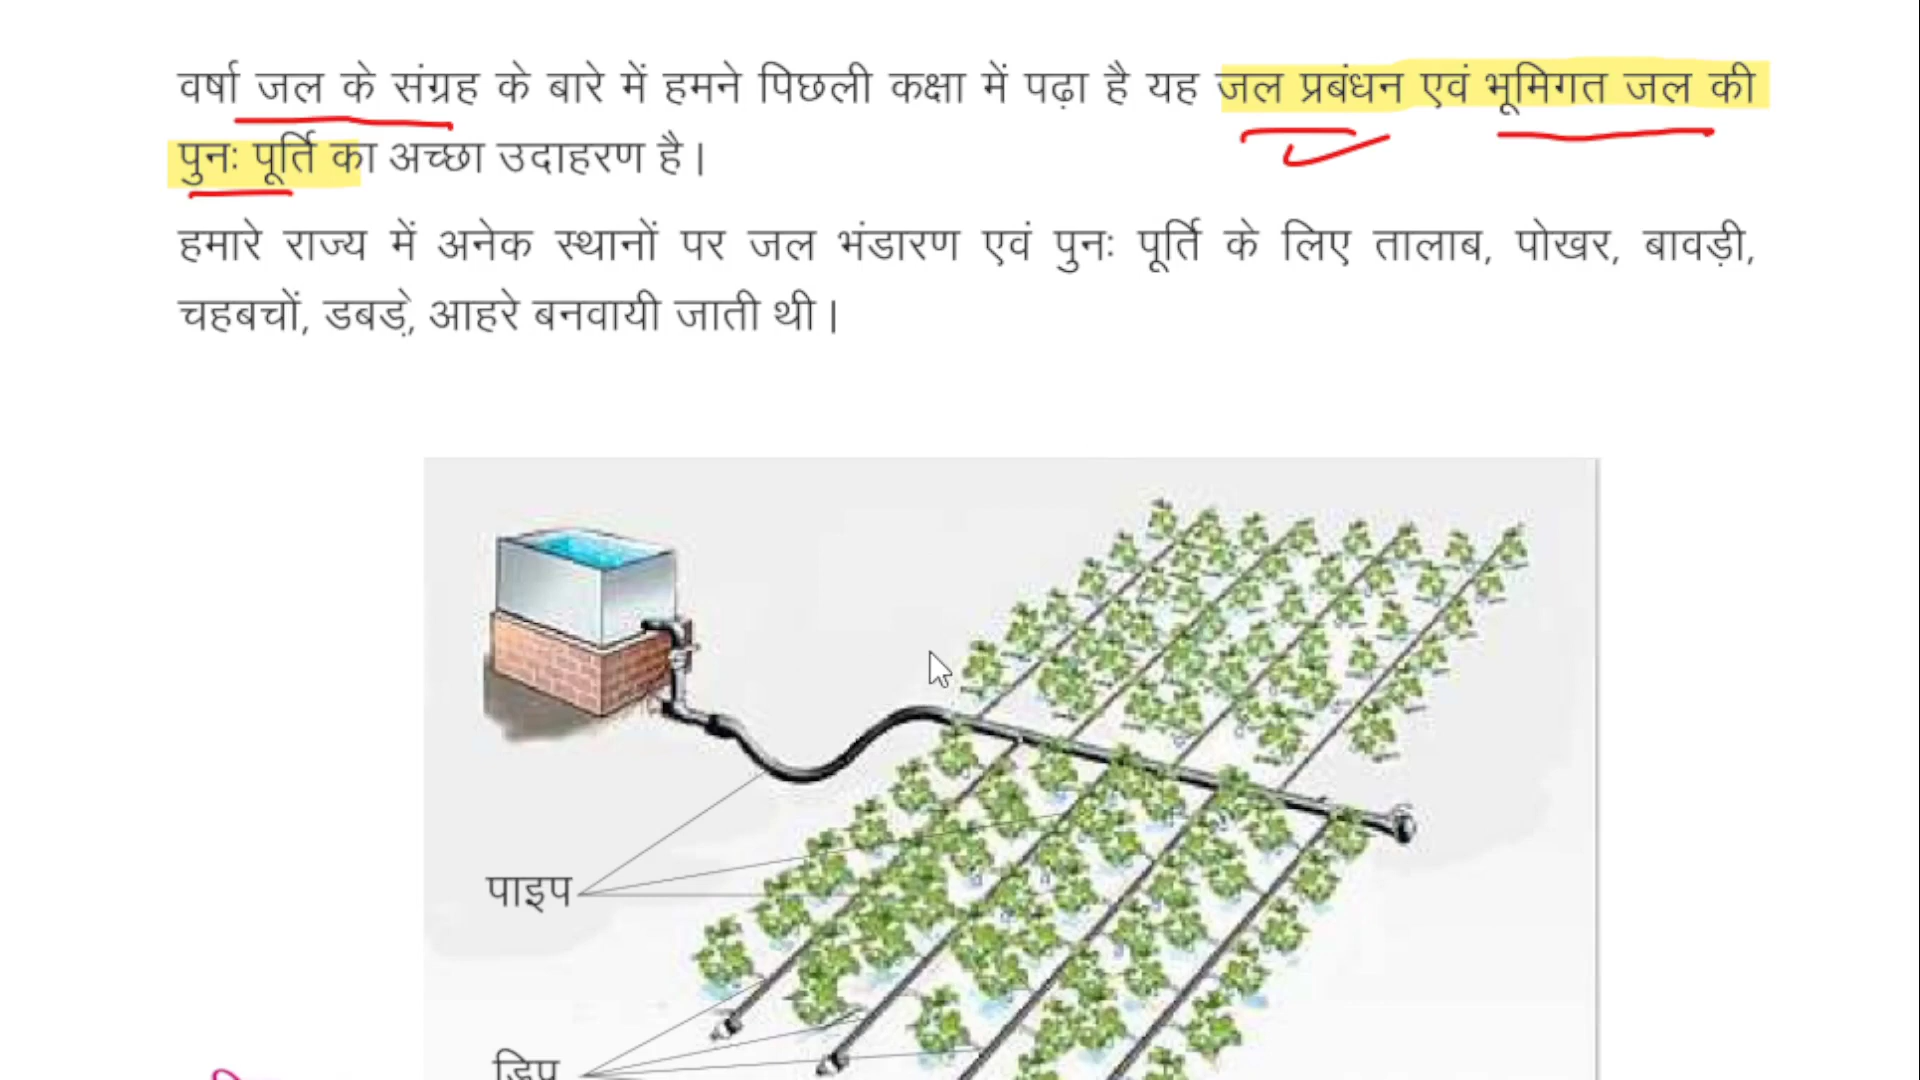 वर्षा जल के संग्रह के बारे में हमने पिछली कक्षा में पढ़ा है यह जल प्रबंधन एवं भूमिगत जल की
पुनः पूर्ति का अच्छा उदाहरण है।
हमारे राज्य में अनेक स्थानों पर जल भंडारण एवं पुनः पूर्ति के लिए तालाब, पोखर, बावड़ी,
चहबचों, डबड़े, आहरे बनवायी जाती थी।
पाइप